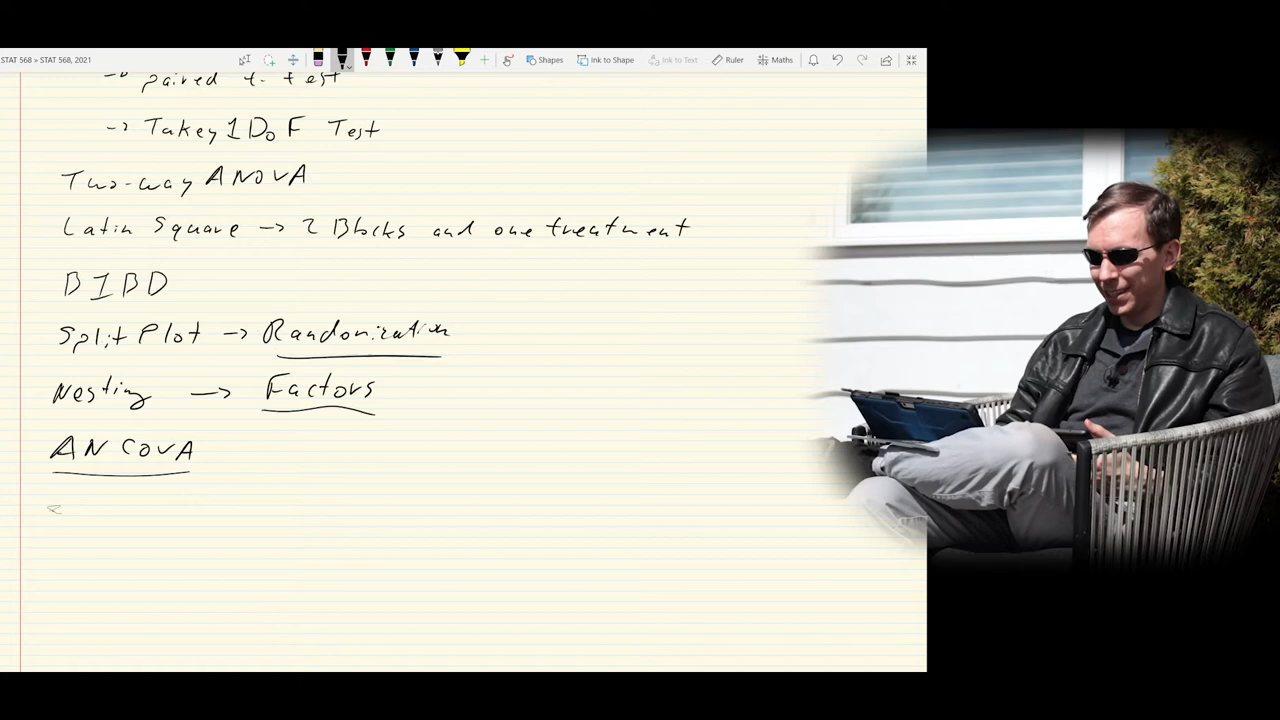 STAT 568 » STAT 568, 2021
Shapes Ink to Shape Ink to Text Ruler Maths
→ paired t-test
→ Takey 1 DoF Test
Two-way ANOVA
Latin Square → 2 Blocks and one treatment
BIBD
Split Plot → Randomization
Nesting → Factors
ANCOVA